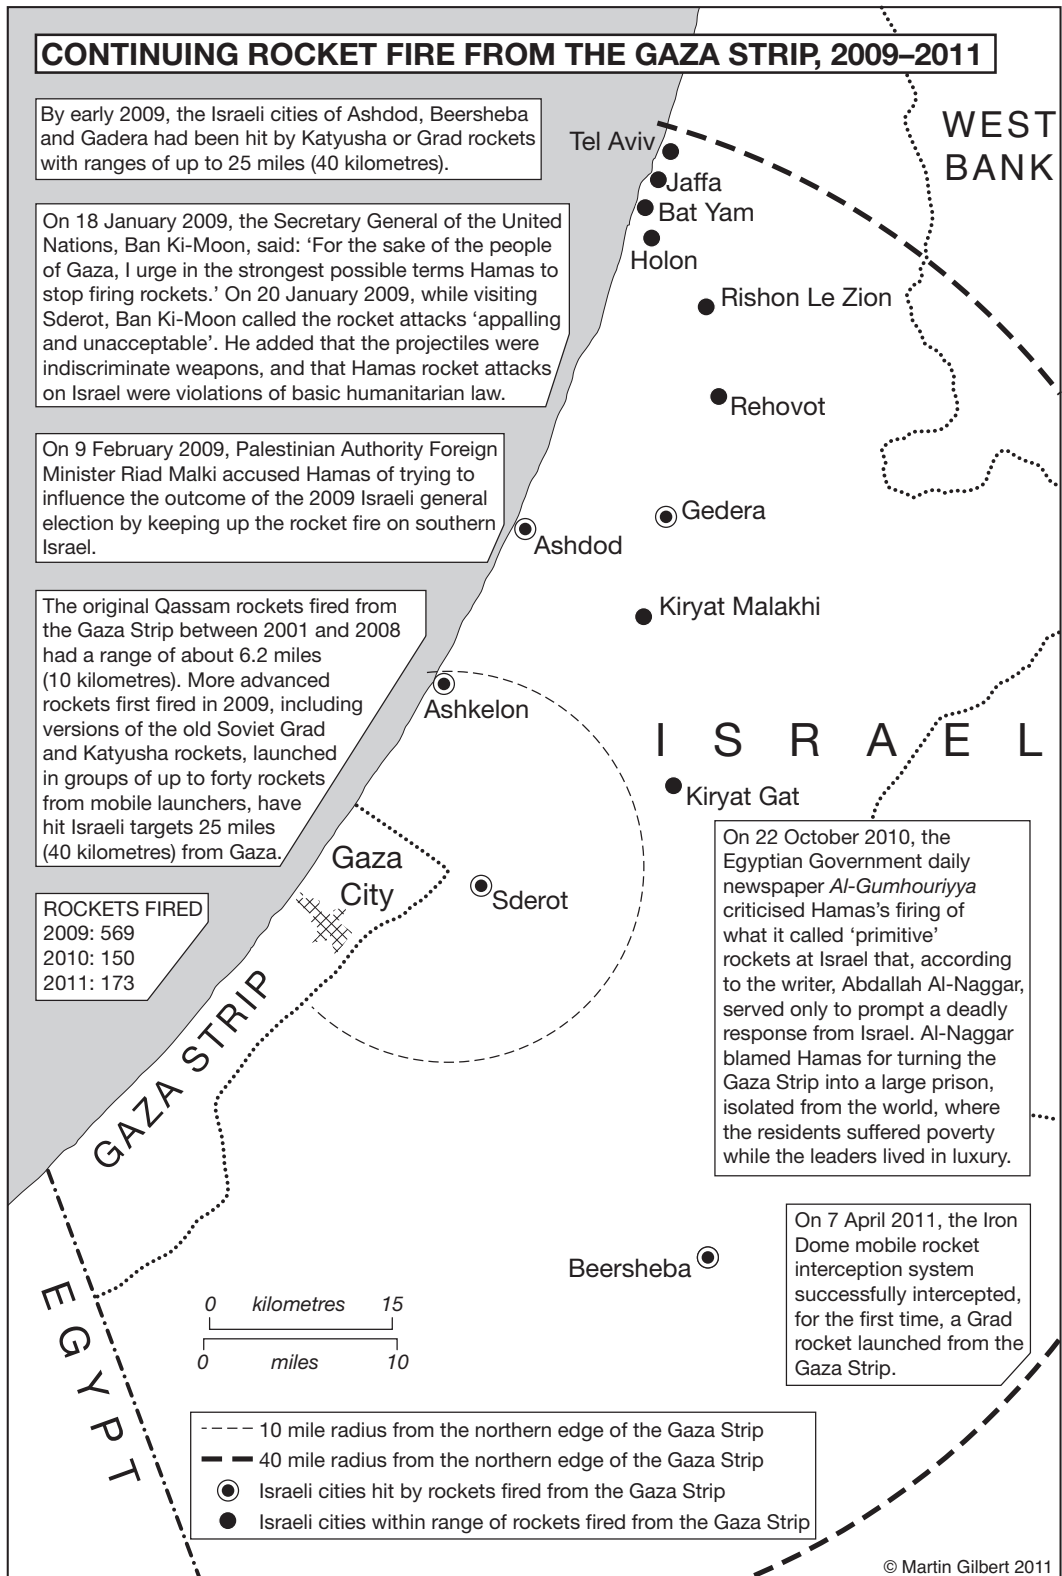 CONTINUING ROCKET FIRE FROM THE GAZA STRIP, 2009–2011
By early 2009, the Israeli cities of Ashdod, Beersheba
and Gadera had been hit by Katyusha or Grad rockets
with ranges of up to 25 miles (40 kilometres).
On 18 January 2009, the Secretary General of the United
Nations, Ban Ki-Moon, said: ‘For the sake of the people
of Gaza, I urge in the strongest possible terms Hamas to
stop firing rockets.’ On 20 January 2009, while visiting
Sderot, Ban Ki-Moon called the rocket attacks ‘appalling
and unacceptable’. He added that the projectiles were
indiscriminate weapons, and that Hamas rocket attacks
on Israel were violations of basic humanitarian law.
On 9 February 2009, Palestinian Authority Foreign
Minister Riad Malki accused Hamas of trying to
influence the outcome of the 2009 Israeli general
election by keeping up the rocket fire on southern
Israel.
The original Qassam rockets fired from
the Gaza Strip between 2001 and 2008
had a range of about 6.2 miles
(10 kilometres). More advanced
rockets first fired in 2009, including
versions of the old Soviet Grad
and Katyusha rockets, launched
in groups of up to forty rockets
from mobile launchers, have
hit Israeli targets 25 miles
(40 kilometres) from Gaza.
ROCKETS FIRED
2009: 569
2010: 150
2011: 173
WEST
BANK
Tel Aviv
Jaffa
Bat Yam
Holon
Rishon Le Zion
Rehovot
Gedera
Ashdod
Kiryat Malakhi
Ashkelon
ISRAEL
Kiryat Gat
Gaza
City
Sderot
GAZA STRIP
On 22 October 2010, the
Egyptian Government daily
newspaper Al-Gumhouriyya
criticised Hamas’s firing of
what it called ‘primitive’
rockets at Israel that, according
to the writer, Abdallah Al-Naggar,
served only to prompt a deadly
response from Israel. Al-Naggar
blamed Hamas for turning the
Gaza Strip into a large prison,
isolated from the world, where
the residents suffered poverty
while the leaders lived in luxury.
On 7 April 2011, the Iron
Dome mobile rocket
interception system
successfully intercepted,
for the first time, a Grad
rocket launched from the
Gaza Strip.
Beersheba
EGYPT
0 kilometres 15
0 miles 10
10 mile radius from the northern edge of the Gaza Strip
40 mile radius from the northern edge of the Gaza Strip
Israeli cities hit by rockets fired from the Gaza Strip
Israeli cities within range of rockets fired from the Gaza Strip
© Martin Gilbert 2011